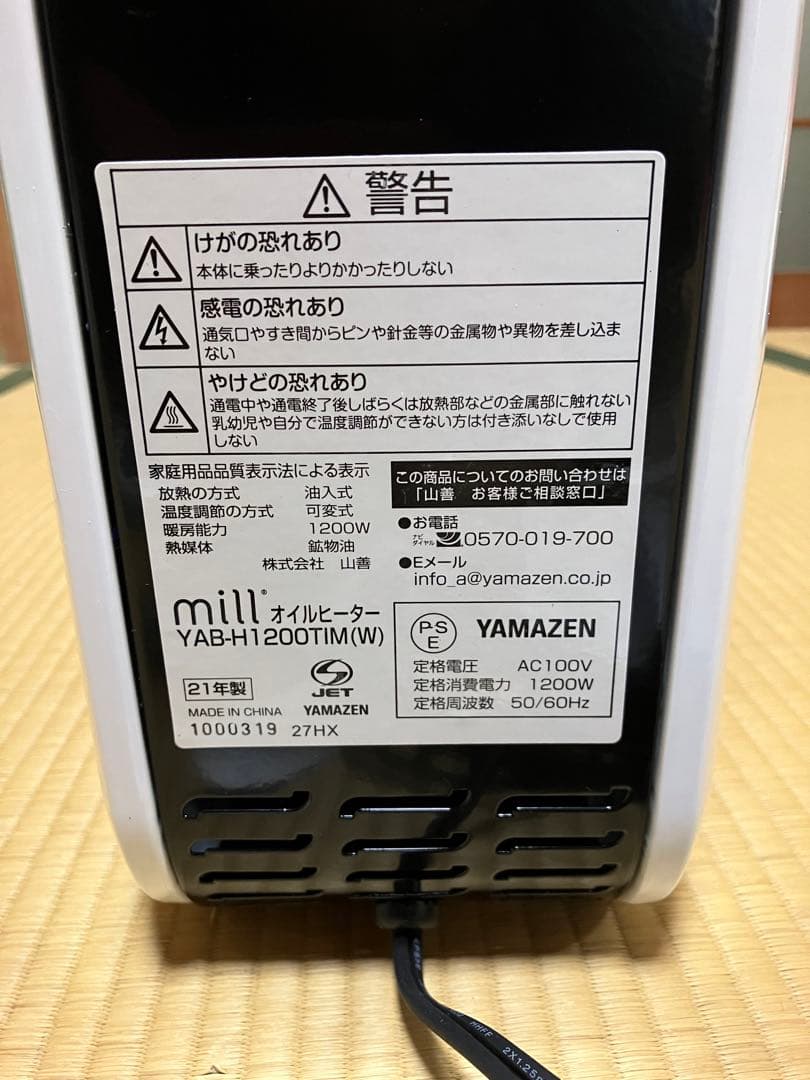 警告
けがの恐れあり
本体に乗ったりよりかかったりしない
感電の恐れあり
通気口やすき間からピンや針金等の金属物や異物を差し込ま
ない
やけどの恐れあり
通電中や通電終了後しばらくは放熱部などの金属部に触れない
乳幼児や自分で温度調節ができない方は付き添いなしで使用
しない
家庭用品品質表示法による表示
放熱の方式 油入式
温度調節の方式 可変式
暖房能力 1200W
熱媒体 鉱物油
株式会社 山善
この商品についてのお問い合わせは
「山善 お客様ご相談窓口」
●お電話
ナビダイヤル 0570-019-700
●Eメール
info_a@yamazen.co.jp
mill® オイルヒーター
YAB-H1200TIM(W)
21年製
JET
MADE IN CHINA YAMAZEN
1000319 27HX
PSE YAMAZEN
定格電圧 AC100V
定格消費電力 1200W
定格周波数 50/60Hz
HHFF 2X1.25